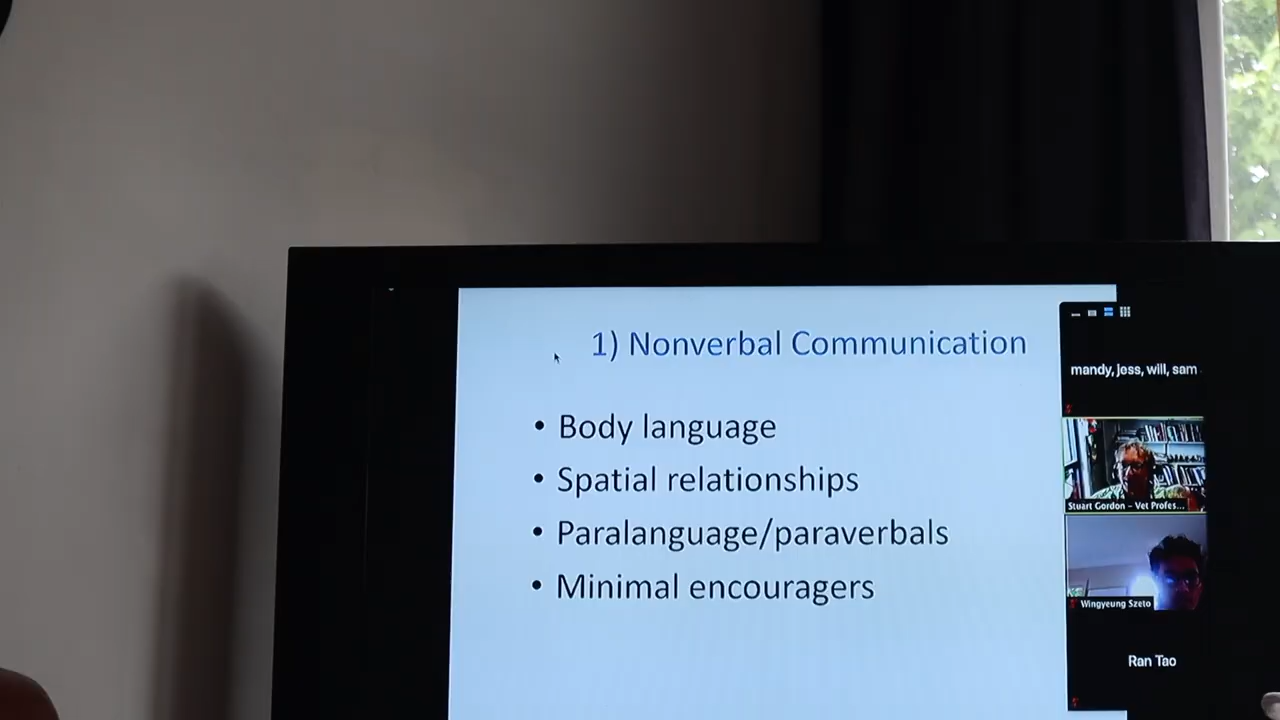 1) Nonverbal Communication
• Body language
• Spatial relationships
• Paralanguage/paraverbals
• Minimal encouragers
mandy, joss, will, sam
Stuart Gordon – Vet Profes...
Wingyeung Szeto
Ran Tao